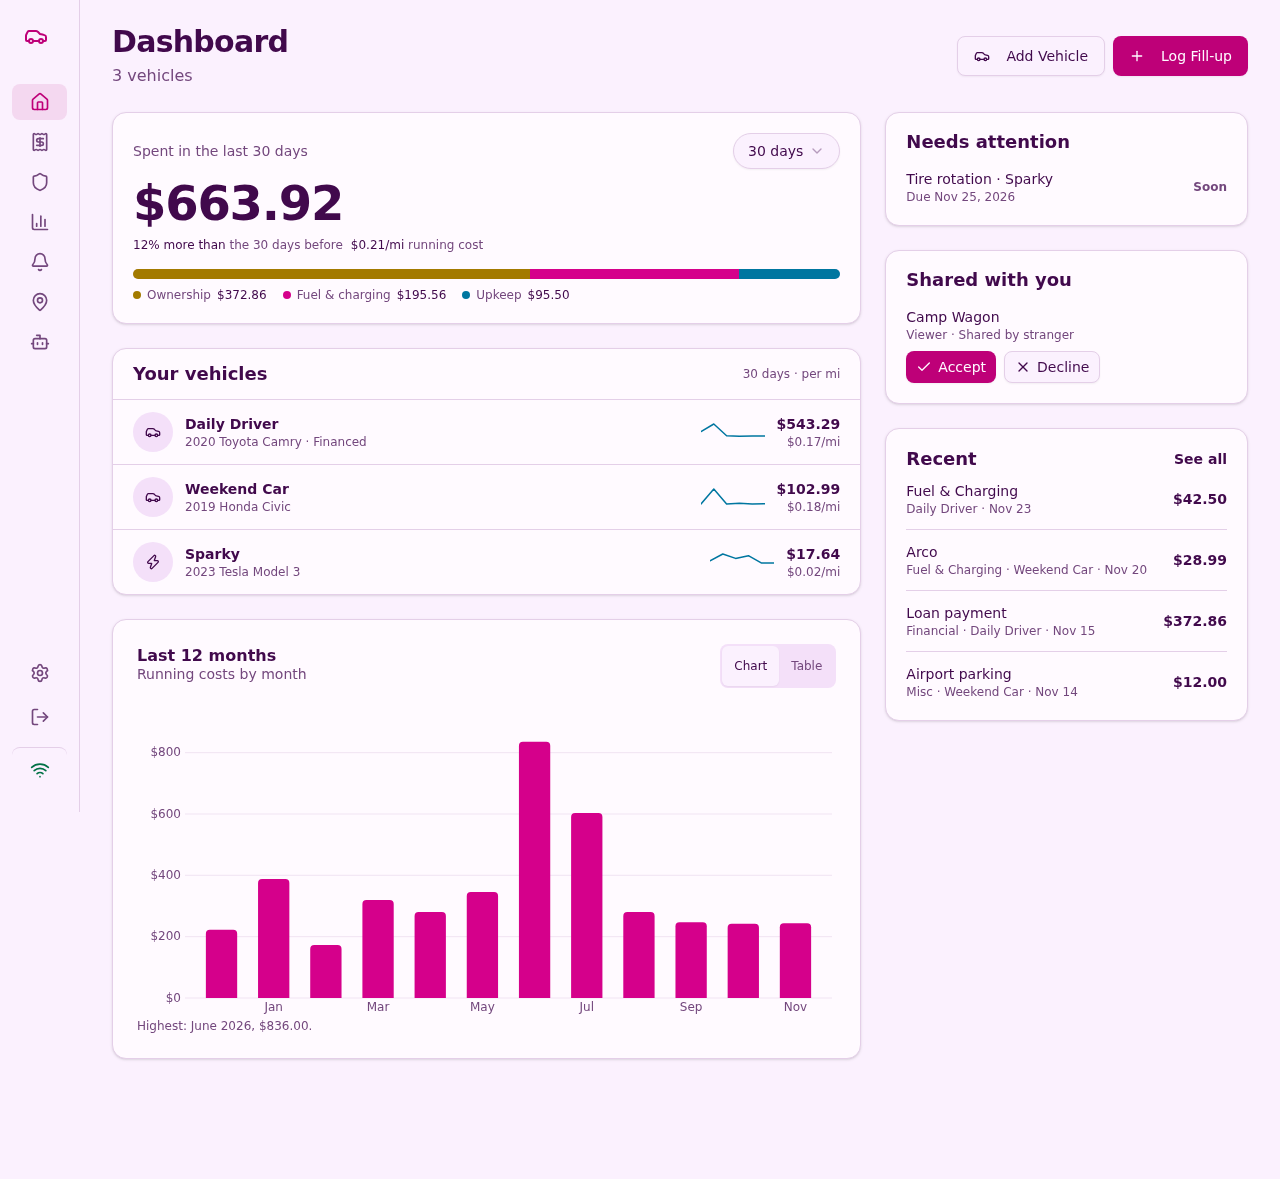 Dashboard
3 vehicles
Add Vehicle
Log Fill-up
Spent in the last 30 days
30 days
$663.92
12% more than the 30 days before $0.21/mi running cost
Ownership $372.86 Fuel & charging $195.56 Upkeep $95.50
Your vehicles
30 days · per mi
Daily Driver
2020 Toyota Camry · Financed
$543.29
$0.17/mi
Weekend Car
2019 Honda Civic
$102.99
$0.18/mi
Sparky
2023 Tesla Model 3
$17.64
$0.02/mi
Last 12 months
Running costs by month
Chart
Table
$800
$600
$400
$200
$0
Jan Mar May Jul Sep Nov
Highest: June 2026, $836.00.
Needs attention
Tire rotation · Sparky
Due Nov 25, 2026
Soon
Shared with you
Camp Wagon
Viewer · Shared by stranger
Accept
Decline
Recent
See all
Fuel & Charging
Daily Driver · Nov 23
$42.50
Arco
Fuel & Charging · Weekend Car · Nov 20
$28.99
Loan payment
Financial · Daily Driver · Nov 15
$372.86
Airport parking
Misc · Weekend Car · Nov 14
$12.00